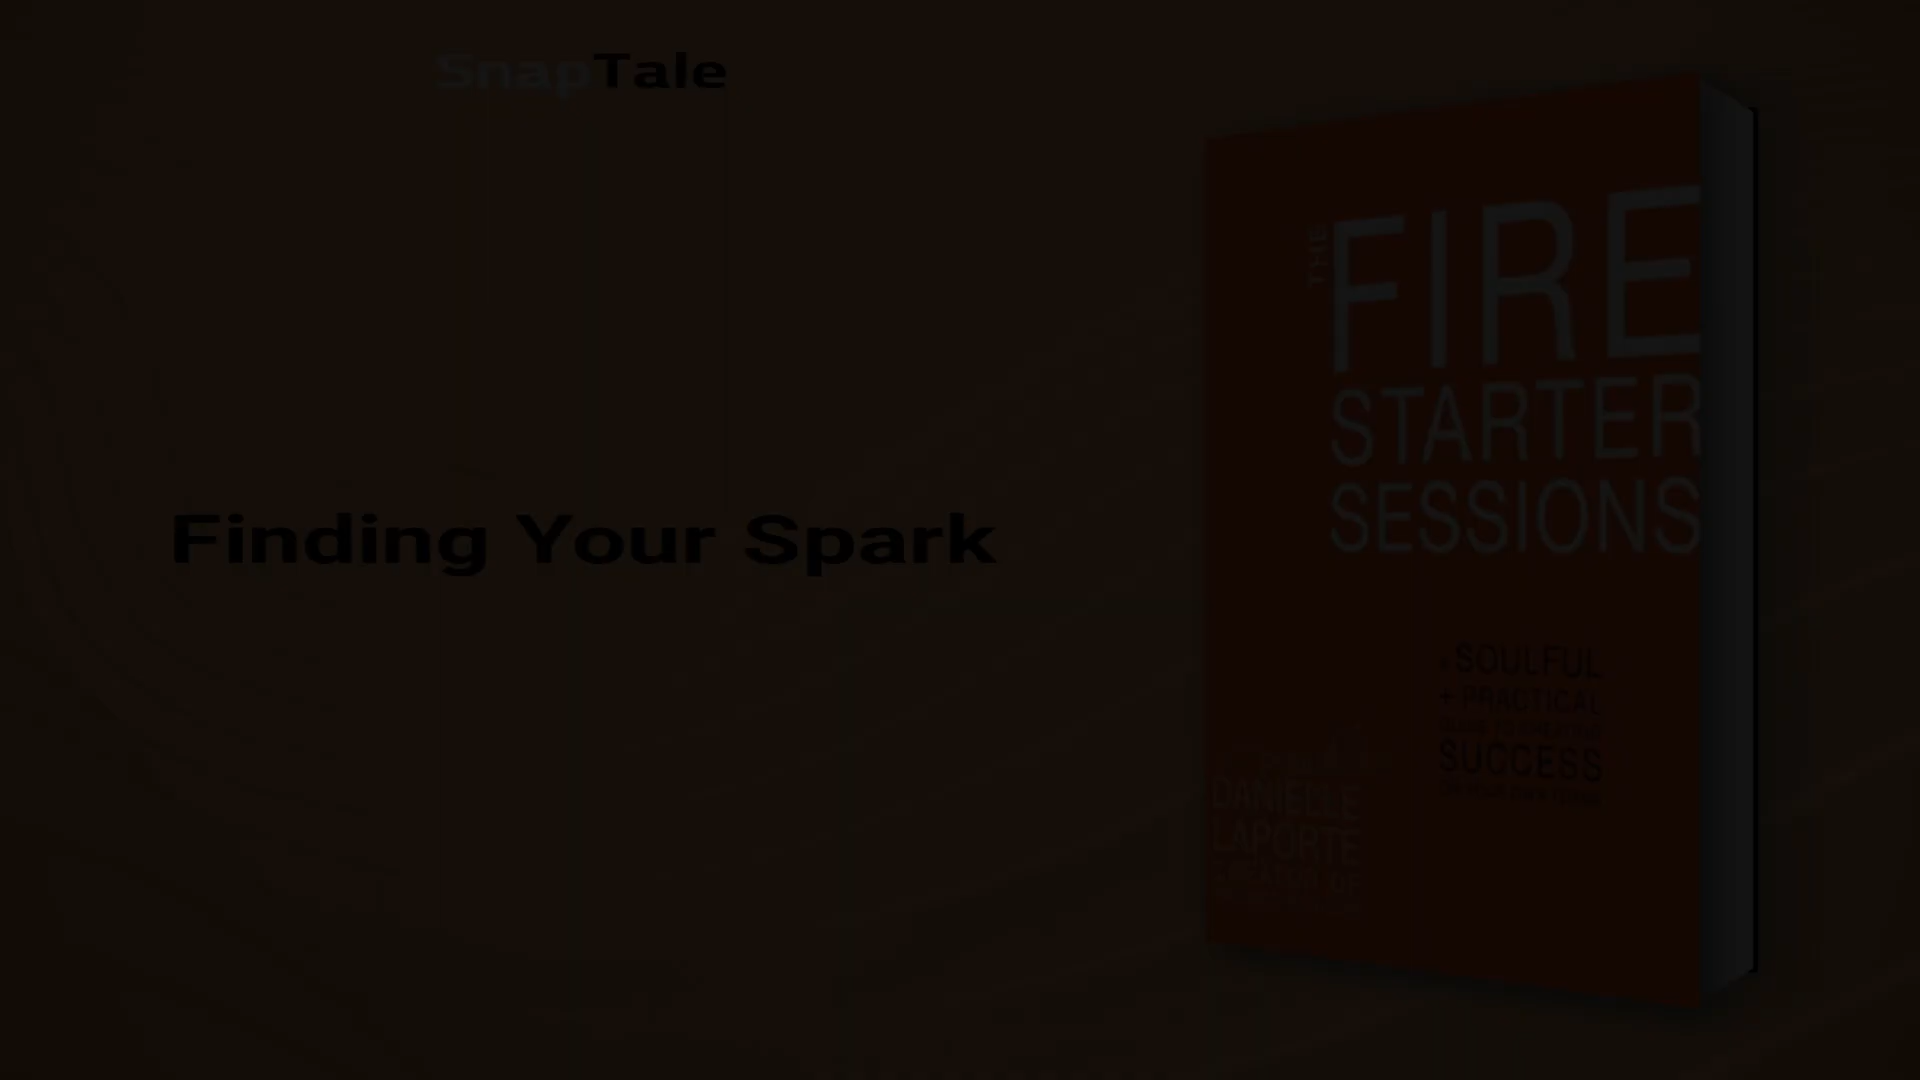 SnapTale
Finding Your Spark
THE
FIRE
STARTER
SESSIONS
SOULFUL
+ PRACTICAL
SUCCESS
DANIELLE
LAPORTE